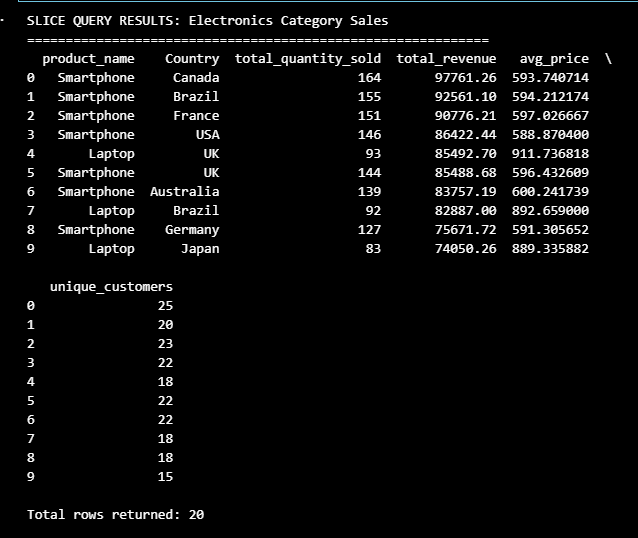 SLICE QUERY RESULTS: Electronics Category Sales
============================================================
  product_name    Country  total_quantity_sold  total_revenue   avg_price  \
0   Smartphone     Canada                  164       97761.26  593.740714
1   Smartphone     Brazil                  155       92561.10  594.212174
2   Smartphone     France                  151       90776.21  597.026667
3   Smartphone        USA                  146       86422.44  588.870400
4       Laptop         UK                   93       85492.70  911.736818
5   Smartphone         UK                  144       85488.68  596.432609
6   Smartphone  Australia                  139       83757.19  600.241739
7       Laptop     Brazil                   92       82887.00  892.659000
8   Smartphone    Germany                  127       75671.72  591.305652
9       Laptop      Japan                   83       74050.26  889.335882

   unique_customers
0                25
1                20
2                23
3                22
4                18
5                22
6                22
7                18
8                18
9                15

Total rows returned: 20